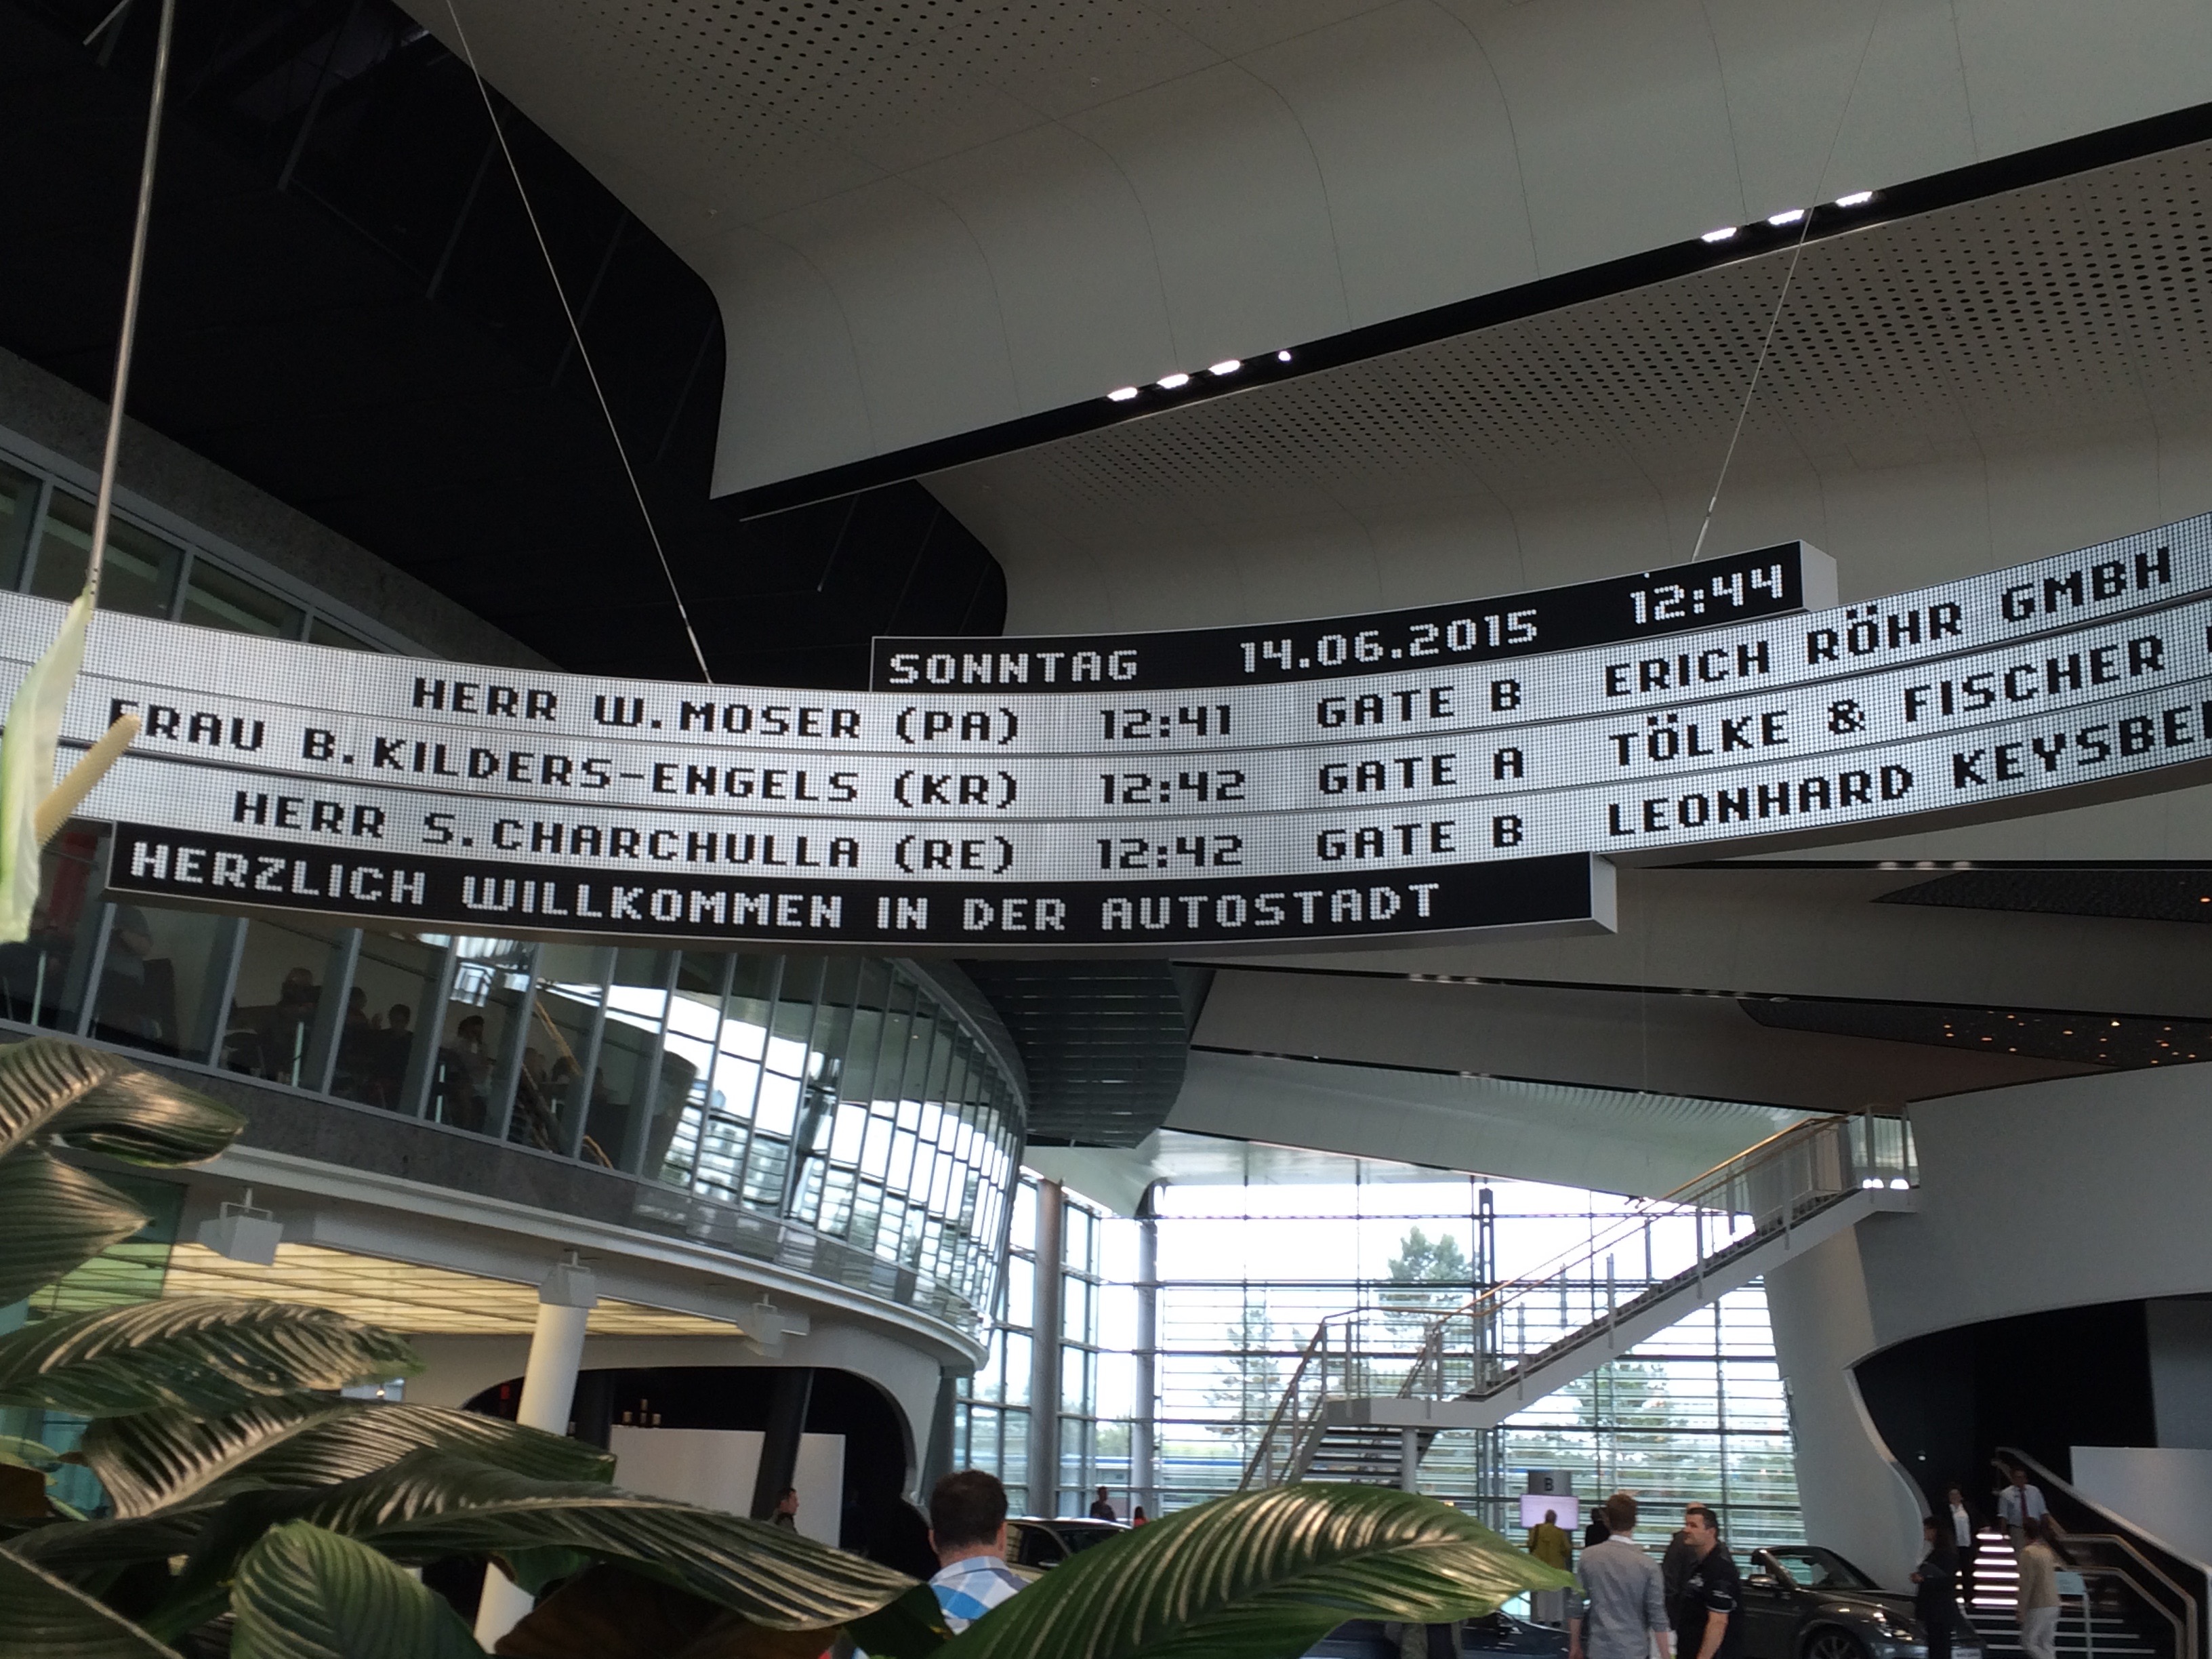 SONNTAG 14.06.2015 12:44
HERR W.MOSER (PA) 12:41 GATE B ERICH RÖHR GMBH
FRAU B.KILDERS-ENGELS (KR) 12:42 GATE A TÖLKE & FISCHER
HERR S.CHARCHULLA (RE) 12:42 GATE B LEONHARD
HERZLICH WILLKOMMEN IN DER AUTOSTADT
B